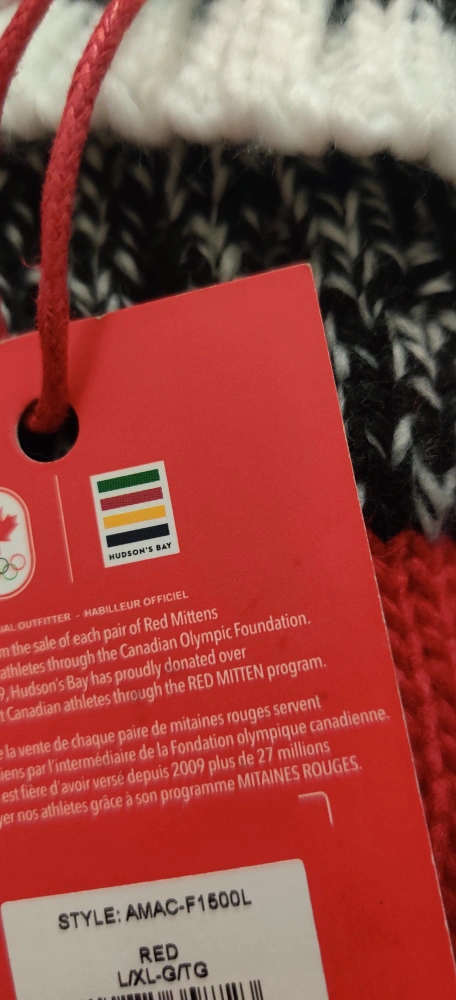 HUDSON'S BAY
OUTFITTER - HABILLEUR OFFICIEL
the sale of each pair of Red Mittens
athletes through the Canadian Olympic Foundation.
9, Hudson's Bay has proudly donated over
t Canadian athletes through the RED MITTEN program.
e la vente de chaque paire de mitaines rouges servent
iens par l'intermédiaire de la Fondation olympique canadienne.
est fière d'avoir versé depuis 2009 plus de 27 millions
yer nos athlètes grâce à son programme MITAINES ROUGES.
STYLE: AMAC-F1500L
RED
L/XL-G/TG